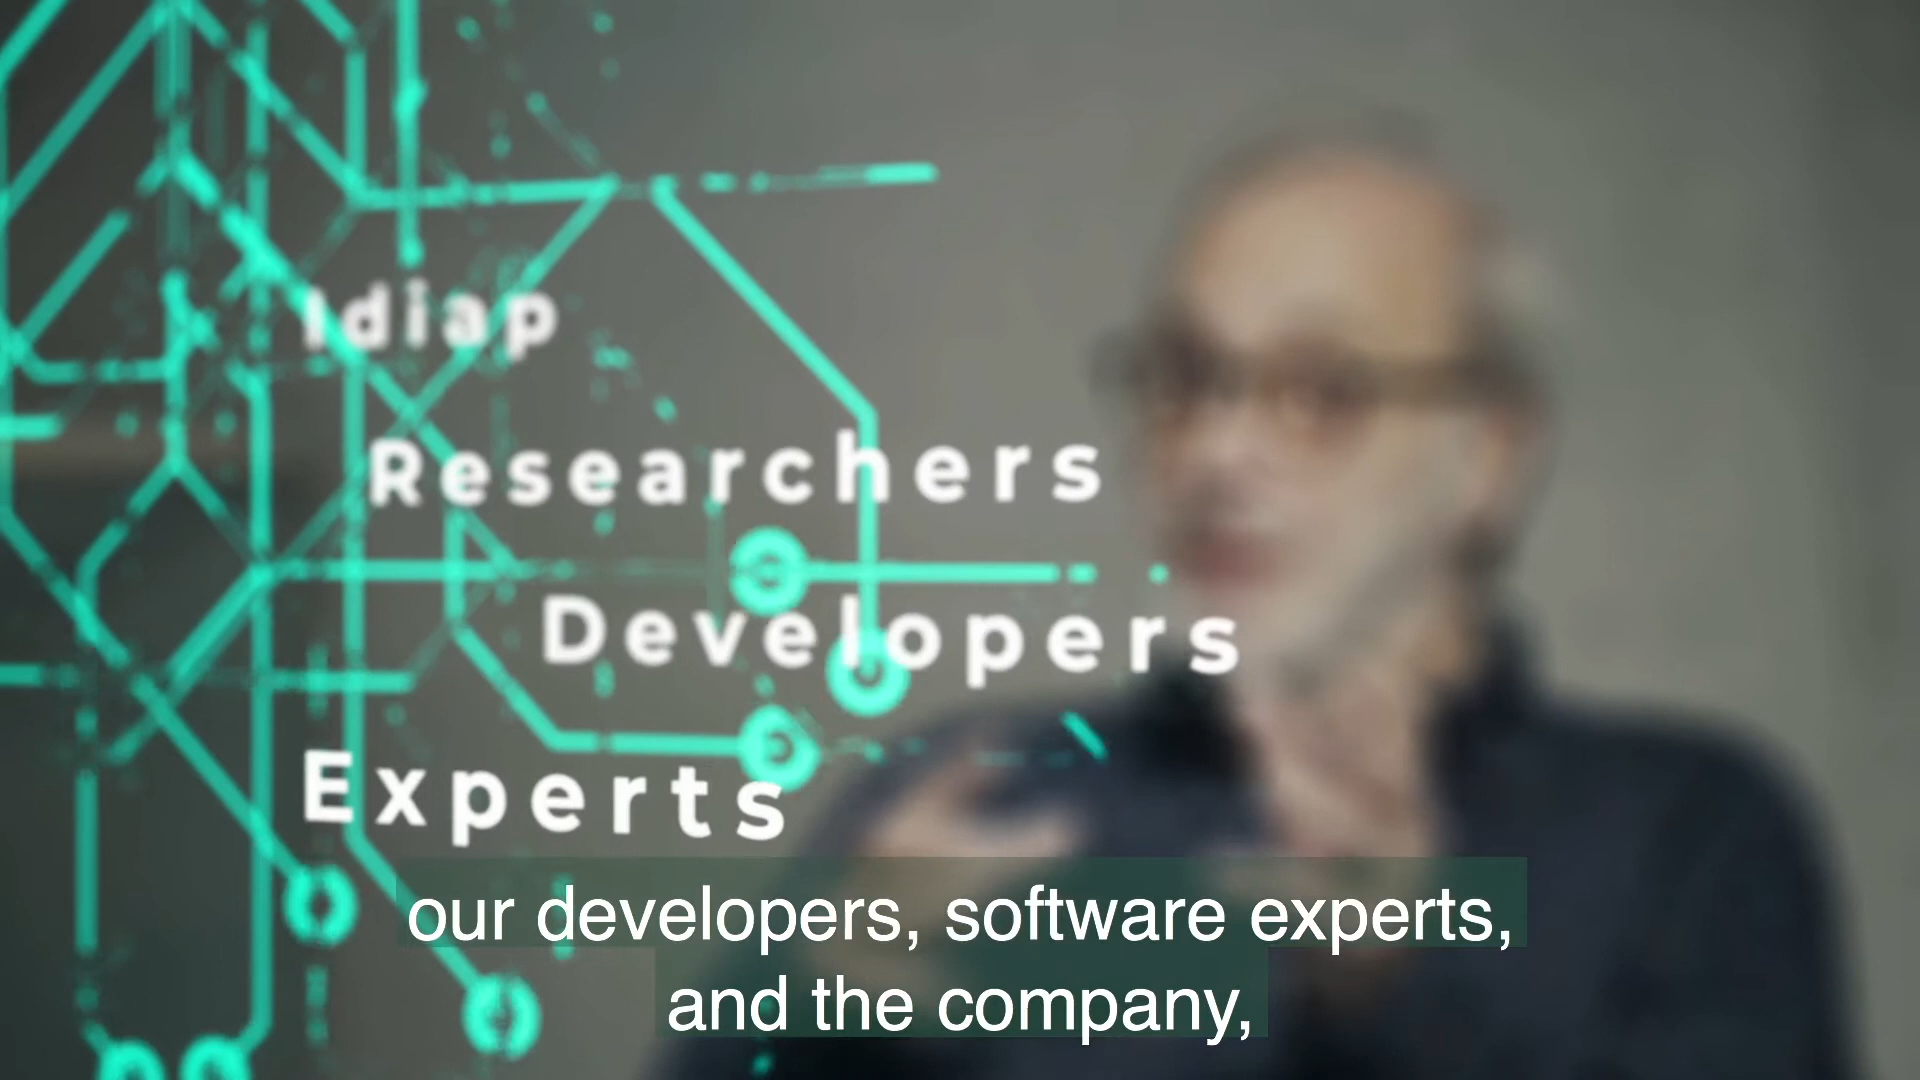 Idiap
Researchers
Developers
Experts
our developers, software experts,
and the company,